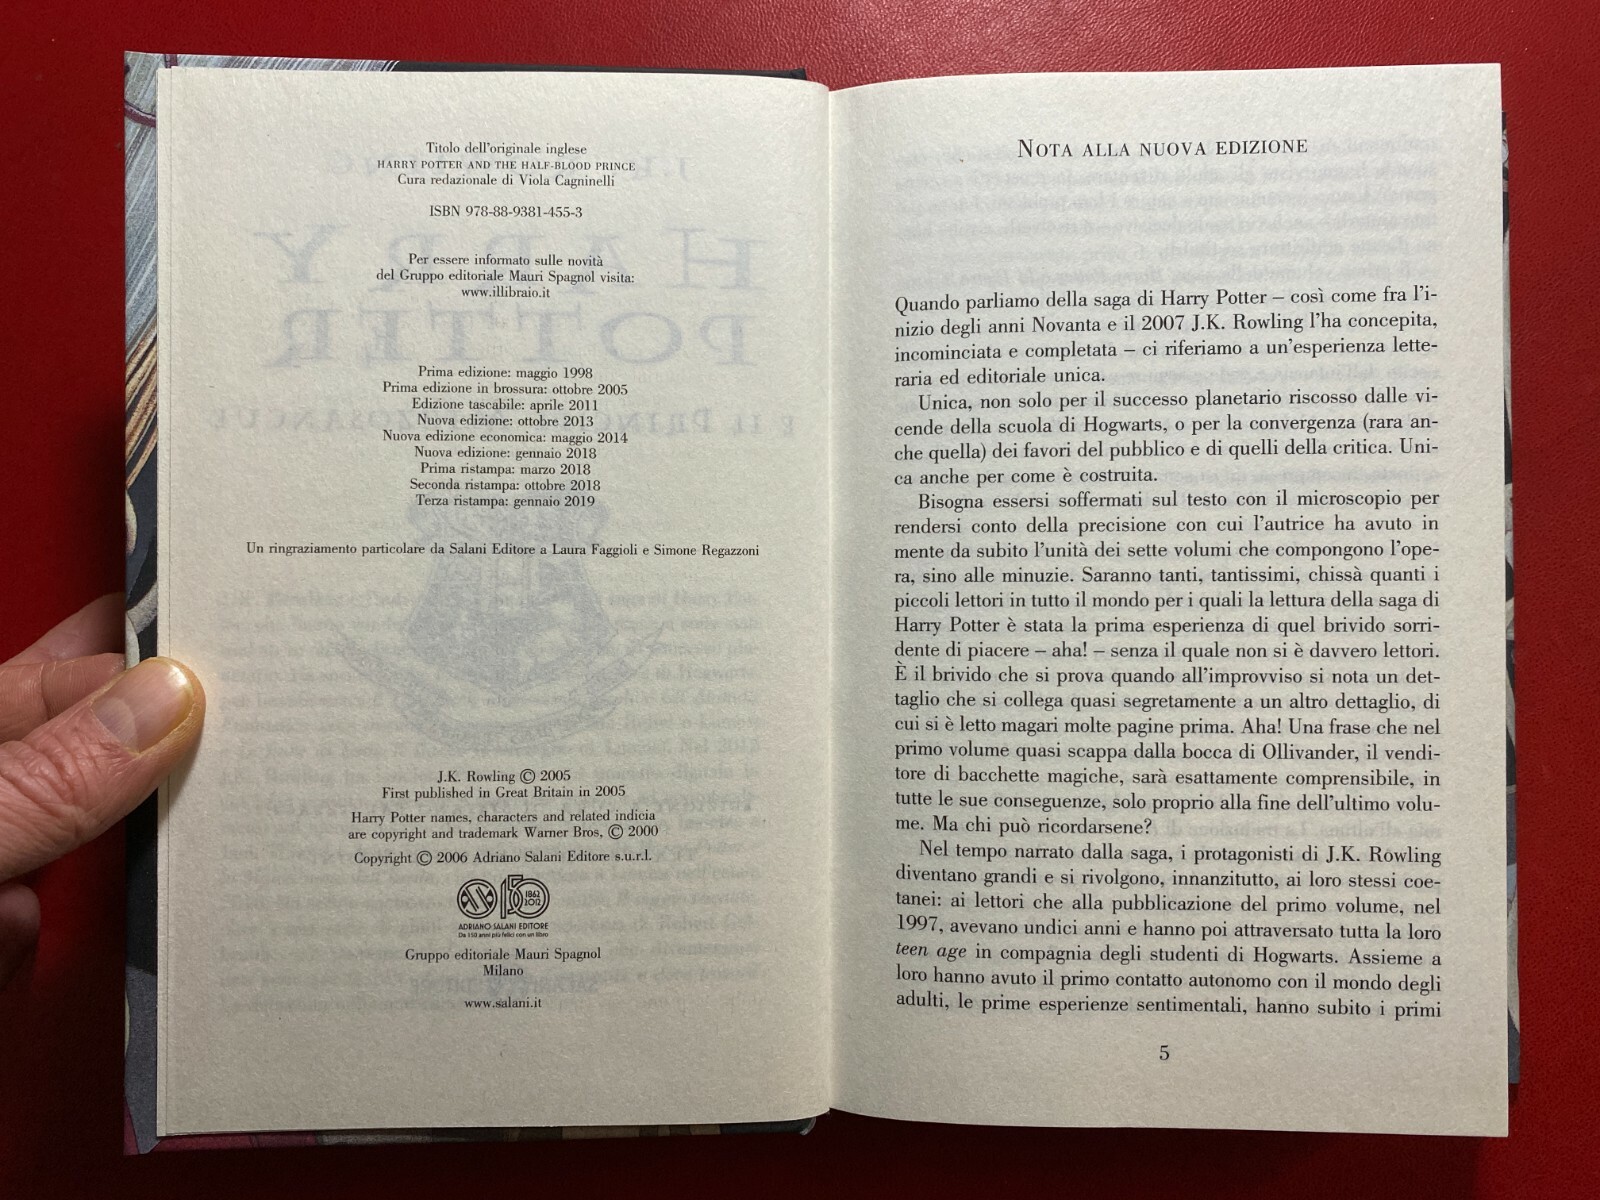 Titolo dell'originale inglese
HARRY POTTER AND THE HALF-BLOOD PRINCE
Cura redazionale di Viola Cagninelli
ISBN 978-88-9381-455-3
Per essere informato sulle novità
del Gruppo editoriale Mauri Spagnol visita:
www.illibraio.it
Prima edizione: maggio 1998
Prima edizione in brossura: ottobre 2005
Edizione tascabile: aprile 2011
Nuova edizione: ottobre 2013
Nuova edizione economica: maggio 2014
Nuova edizione: gennaio 2018
Prima ristampa: marzo 2018
Seconda ristampa: ottobre 2018
Terza ristampa: gennaio 2019
Un ringraziamento particolare da Salani Editore a Laura Faggioli e Simone Regazzoni
J.K. Rowling © 2005
First published in Great Britain in 2005
Harry Potter names, characters and related indicia
are copyright and trademark Warner Bros, © 2000
Copyright © 2006 Adriano Salani Editore s.u.r.l.
150
1862
2012
ADRIANO SALANI EDITORE
Da 150 anni più felici con un libro
Gruppo editoriale Mauri Spagnol
Milano
www.salani.it
NOTA ALLA NUOVA EDIZIONE
Quando parliamo della saga di Harry Potter – così come fra l'i-
nizio degli anni Novanta e il 2007 J.K. Rowling l'ha concepita,
incominciata e completata – ci riferiamo a un'esperienza lette-
raria ed editoriale unica.
Unica, non solo per il successo planetario riscosso dalle vi-
cende della scuola di Hogwarts, o per la convergenza (rara an-
che quella) dei favori del pubblico e di quelli della critica. Uni-
ca anche per come è costruita.
Bisogna essersi soffermati sul testo con il microscopio per
rendersi conto della precisione con cui l'autrice ha avuto in
mente da subito l'unità dei sette volumi che compongono l'ope-
ra, sino alle minuzie. Saranno tanti, tantissimi, chissà quanti i
piccoli lettori in tutto il mondo per i quali la lettura della saga di
Harry Potter è stata la prima esperienza di quel brivido sorri-
dente di piacere – aha! – senza il quale non si è davvero lettori.
È il brivido che si prova quando all'improvviso si nota un det-
taglio che si collega quasi segretamente a un altro dettaglio, di
cui si è letto magari molte pagine prima. Aha! Una frase che nel
primo volume quasi scappa dalla bocca di Ollivander, il vendi-
tore di bacchette magiche, sarà esattamente comprensibile, in
tutte le sue conseguenze, solo proprio alla fine dell'ultimo volu-
me. Ma chi può ricordarsene?
Nel tempo narrato dalla saga, i protagonisti di J.K. Rowling
diventano grandi e si rivolgono, innanzitutto, ai loro stessi coe-
tanei: ai lettori che alla pubblicazione del primo volume, nel
1997, avevano undici anni e hanno poi attraversato tutta la loro
teen age in compagnia degli studenti di Hogwarts. Assieme a
loro hanno avuto il primo contatto autonomo con il mondo degli
adulti, le prime esperienze sentimentali, hanno subito i primi
5